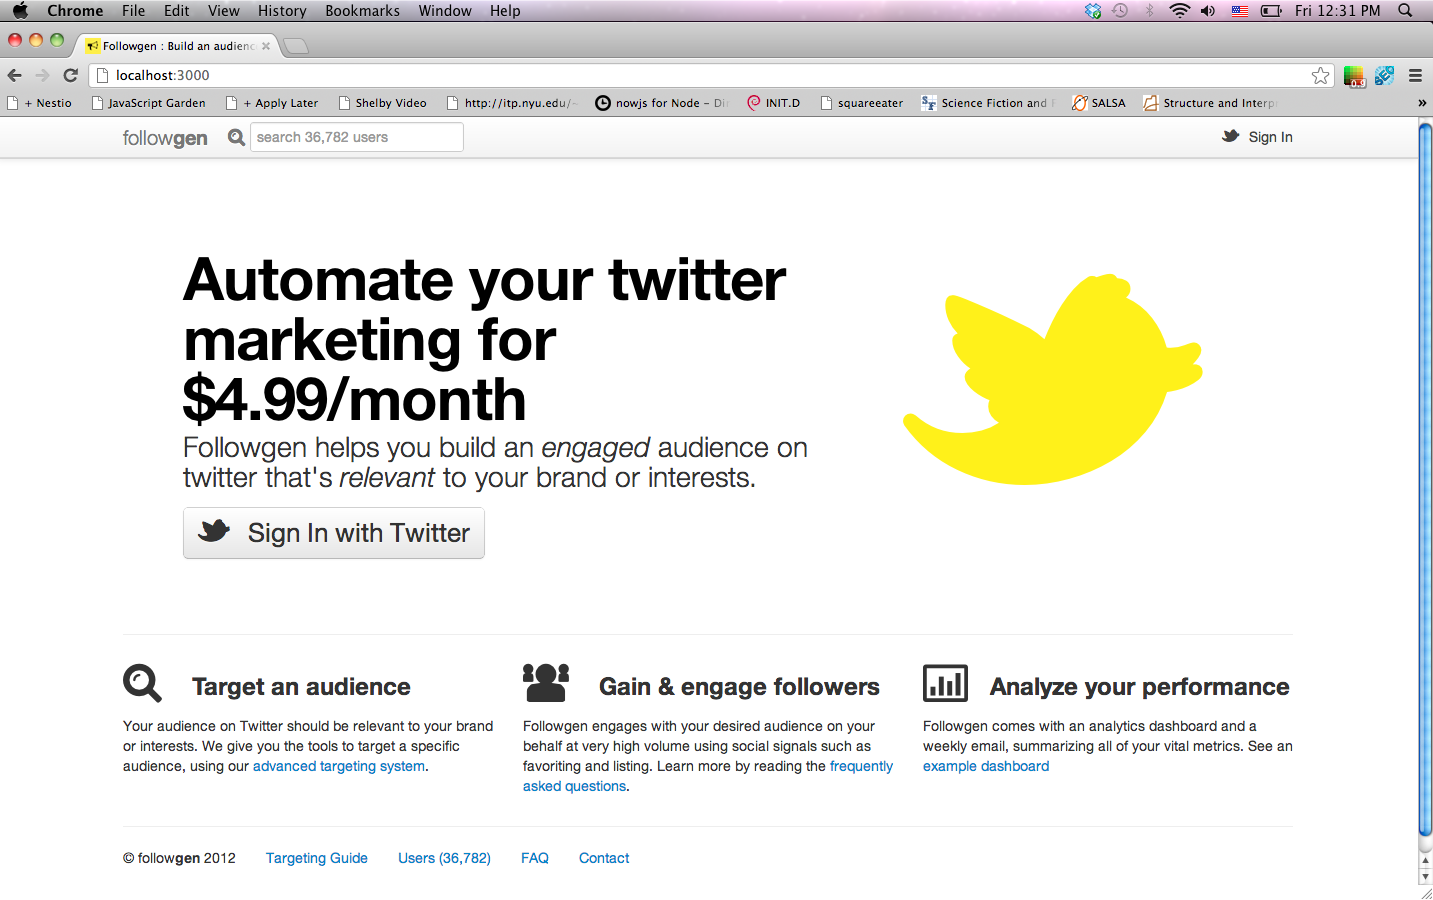 Chrome File Edit View History Bookmarks Window Help Fri 12:31 PM
Followgen : Build an audienc
localhost:3000
+ Nestio JavaScript Garden + Apply Later Shelby Video http://itp.nyu.edu/~ nowjs for Node – Di INIT.D squareeater Science Fiction and F SALSA Structure and Interp »
followgen search 36,782 users Sign In
Automate your twitter
marketing for
$4.99/month
Followgen helps you build an engaged audience on
twitter that's relevant to your brand or interests.
Sign In with Twitter
Target an audience
Your audience on Twitter should be relevant to your brand
or interests. We give you the tools to target a specific
audience, using our advanced targeting system.
Gain & engage followers
Followgen engages with your desired audience on your
behalf at very high volume using social signals such as
favoriting and listing. Learn more by reading the frequently
asked questions.
Analyze your performance
Followgen comes with an analytics dashboard and a
weekly email, summarizing all of your vital metrics. See an
example dashboard
© followgen 2012 Targeting Guide Users (36,782) FAQ Contact